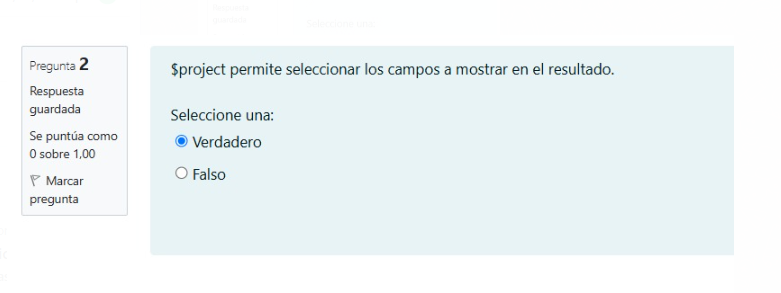 Pregunta 2
Respuesta
guardada
Se puntúa como
0 sobre 1,00
Marcar
pregunta
$project permite seleccionar los campos a mostrar en el resultado.
Seleccione una:
Verdadero
Falso